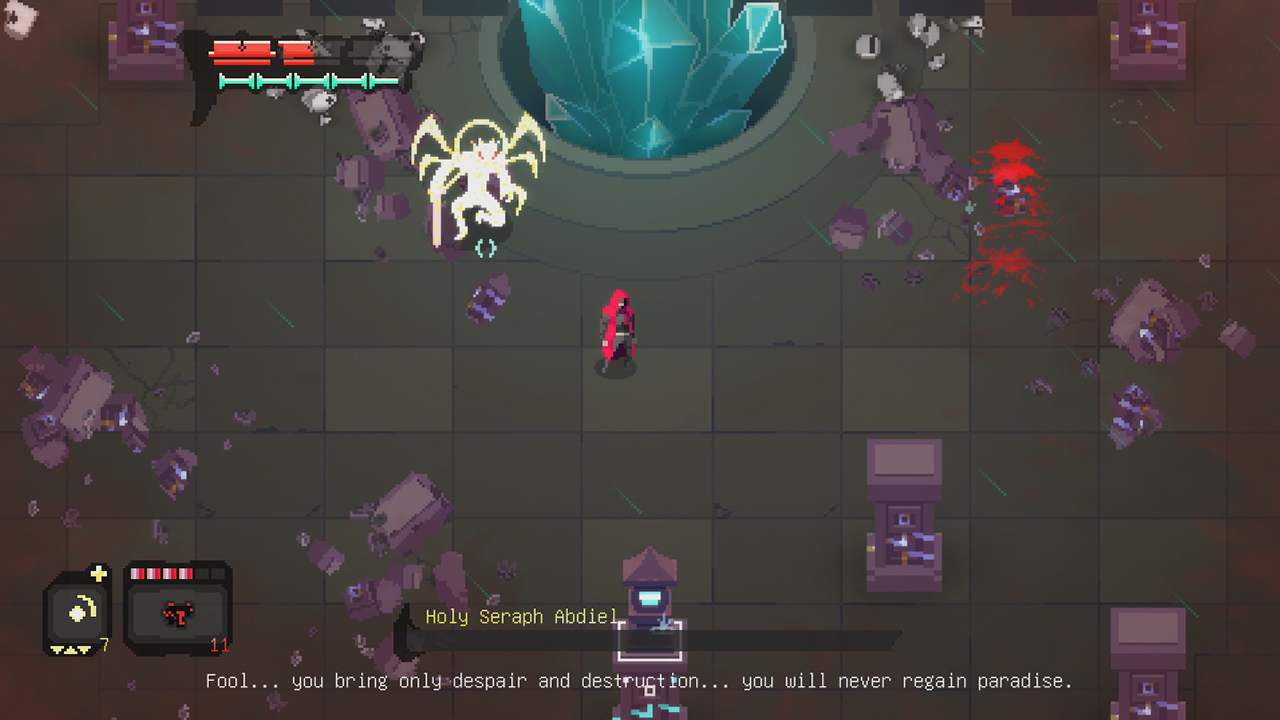 7
11
Holy Seraph Abdiel
Fool... you bring only despair and destruction... you will never regain paradise.